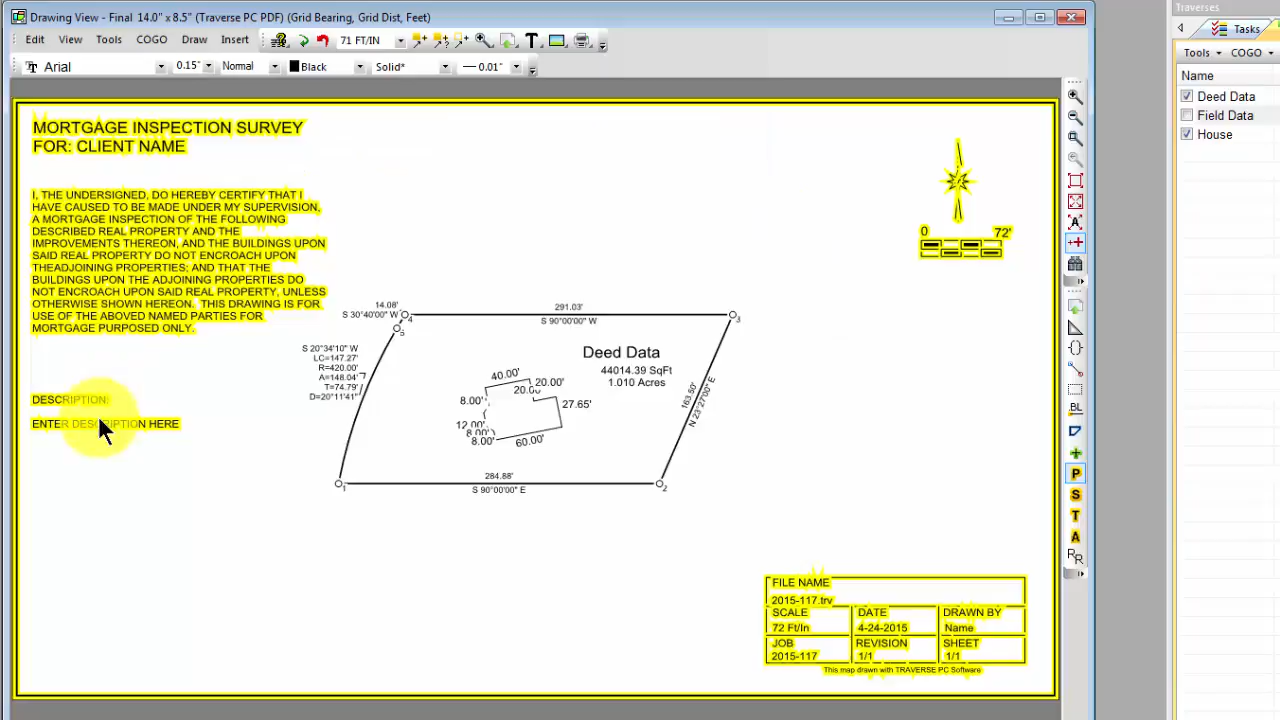 Drawing View - Final 14.0" x 8.5" (Traverse PC PDF) (Grid Bearing, Grid Dist, Feet)
Traverses
Edit View Tools COGO Draw Insert 71 FT/IN
Tasks
Arial 0.15" Normal Black Solid* 0.01"
Tools COGO
Name
Deed Data
Field Data
House
MORTGAGE INSPECTION SURVEY
FOR: CLIENT NAME
I, THE UNDERSIGNED, DO HEREBY CERTIFY THAT I
HAVE CAUSED TO BE MADE UNDER MY SUPERVISION,
A MORTGAGE INSPECTION OF THE FOLLOWING
DESCRIBED REAL PROPERTY AND THE
IMPROVEMENTS THEREON, AND THE BUILDINGS UPON
SAID REAL PROPERTY DO NOT ENCROACH UPON
THEADJOINING PROPERTIES; AND THAT THE
BUILDINGS UPON THE ADJOINING PROPERTIES DO
NOT ENCROACH UPON SAID REAL PROPERTY, UNLESS
OTHERWISE SHOWN HEREON. THIS DRAWING IS FOR
USE OF THE ABOVED NAMED PARTIES FOR
MORTGAGE PURPOSED ONLY.
DESCRIPTION:
ENTER DESCRIPTION HERE
0 72'
14.08'
S 30°40'00" W
4
5
291.03'
S 90°00'00" W
3
S 20°34'10" W
LC=147.27'
R=420.00'
A=148.04'
T=74.79'
D=20°11'41"
Deed Data
44014.39 SqFt
1.010 Acres
40.00'
20.00'
20.00'
8.00'
27.65'
12.00'
8.00'
8.00'
60.00'
163.50'
N 23°27'00" E
284.88'
S 90°00'00" E
1
2
FILE NAME
2015-117.trv
SCALE DATE DRAWN BY
72 Ft/In 4-24-2015 Name
JOB REVISION SHEET
2015-117 1/1 1/1
This map drawn with TRAVERSE PC Software
A
BL
P
S
T
A
RR